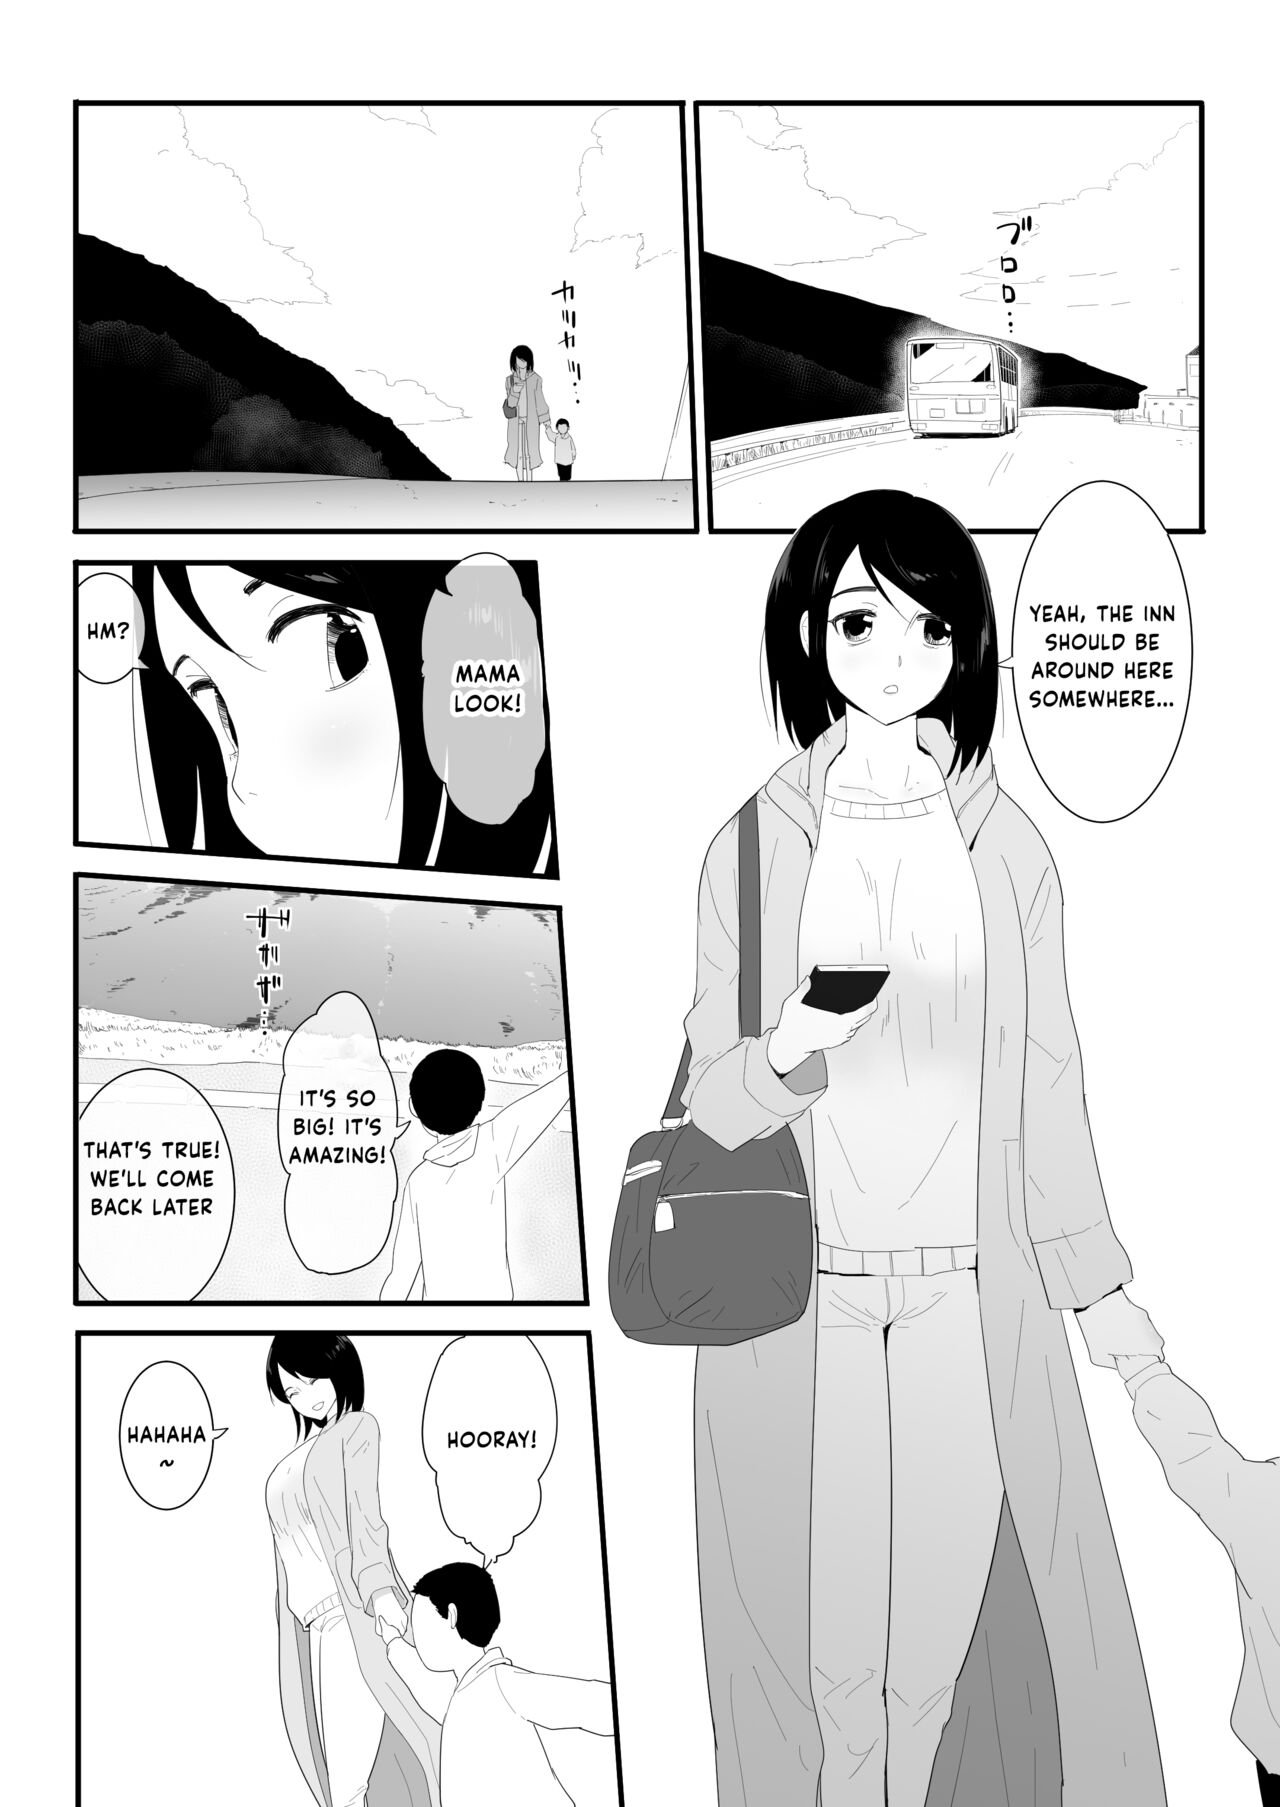 ブロロ…
カツカツ…
YEAH, THE INN
SHOULD BE
AROUND HERE
SOMEWHERE...
MAMA
LOOK!
HM?
ザザザ…
IT'S SO
BIG! IT'S
AMAZING!
THAT'S TRUE!
WE'LL COME
BACK LATER
HOORAY!
HAHAHA
~